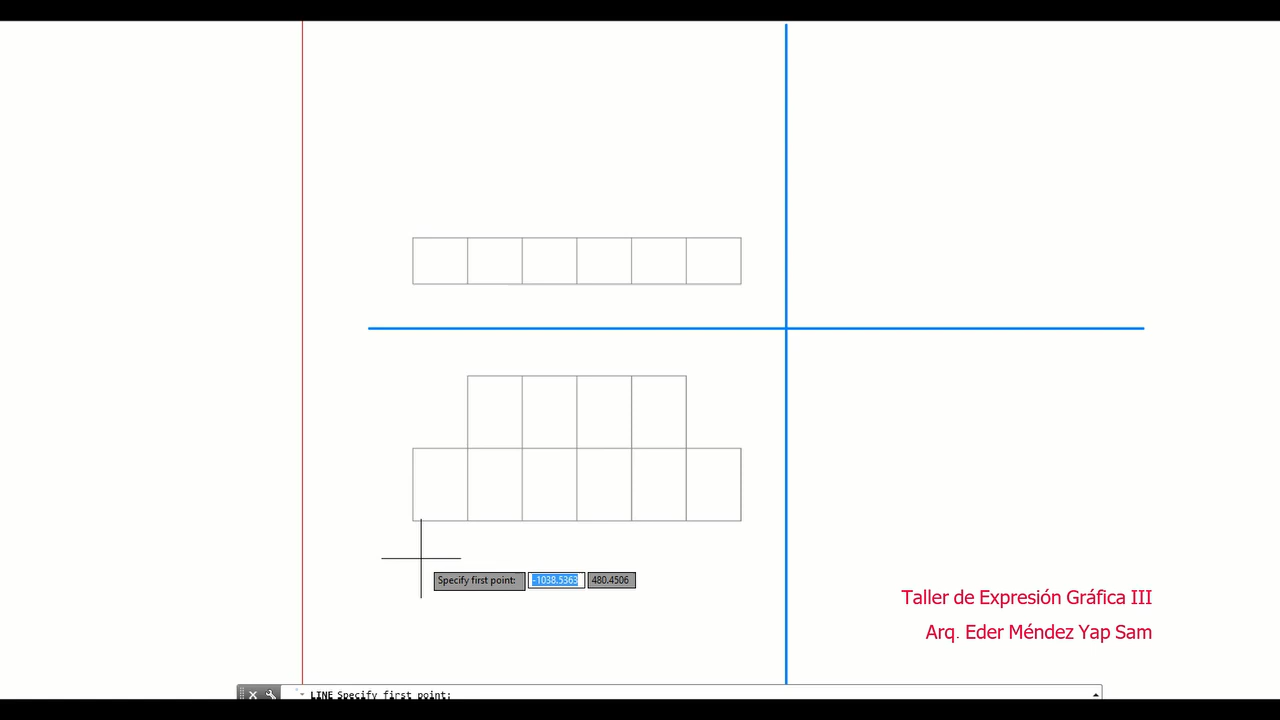 Specify first point: -1038.5363 480.4506
Taller de Expresión Gráfica III
Arq. Eder Méndez Yap Sam
LINE Specify first point: